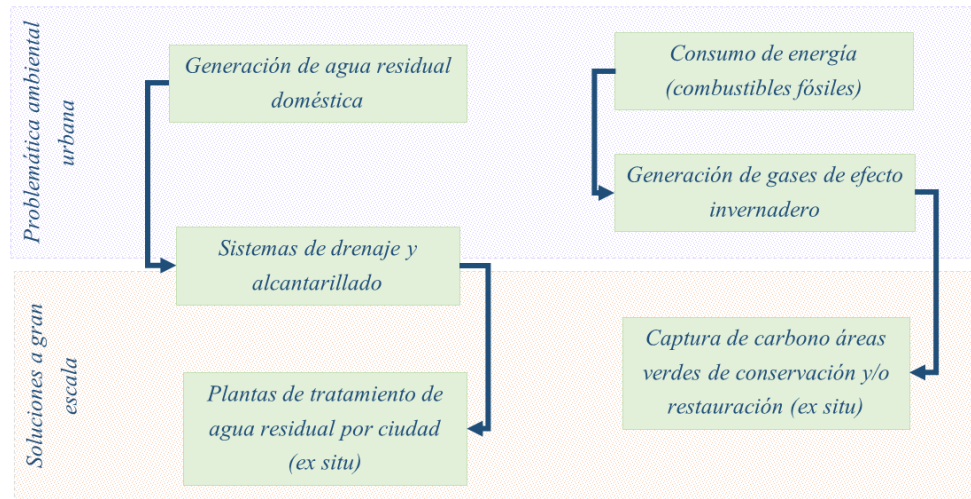 Problemática ambiental
urbana
Generación de agua residual
doméstica
Sistemas de drenaje y
alcantarillado
Consumo de energía
(combustibles fósiles)
Generación de gases de efecto
invernadero
Soluciones a gran
escala
Plantas de tratamiento de
agua residual por ciudad
(ex situ)
Captura de carbono áreas
verdes de conservación y/o
restauración (ex situ)